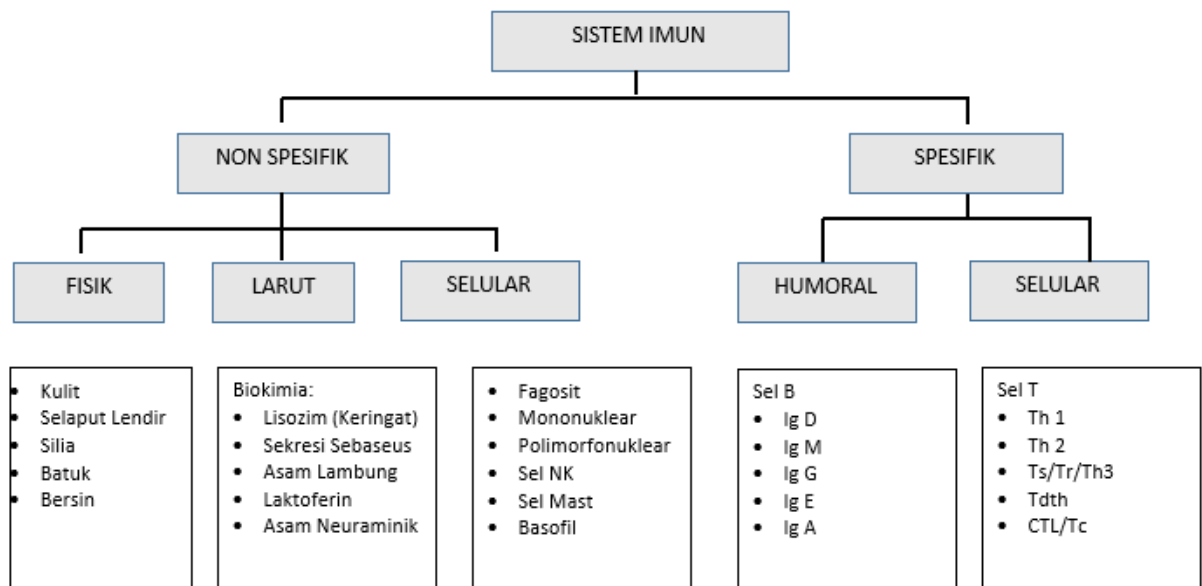 SISTEM IMUN
NON SPESIFIK
SPESIFIK
FISIK
LARUT
SELULAR
HUMORAL
SELULAR
• Kulit
• Selaput Lendir
• Silia
• Batuk
• Bersin
Biokimia:
• Lisozim (Keringat)
• Sekresi Sebaseus
• Asam Lambung
• Laktoferin
• Asam Neuraminik
• Fagosit
• Mononuklear
• Polimorfonuklear
• Sel NK
• Sel Mast
• Basofil
Sel B
• Ig D
• Ig M
• Ig G
• Ig E
• Ig A
Sel T
• Th 1
• Th 2
• Ts/Tr/Th3
• Tdth
• CTL/Tc